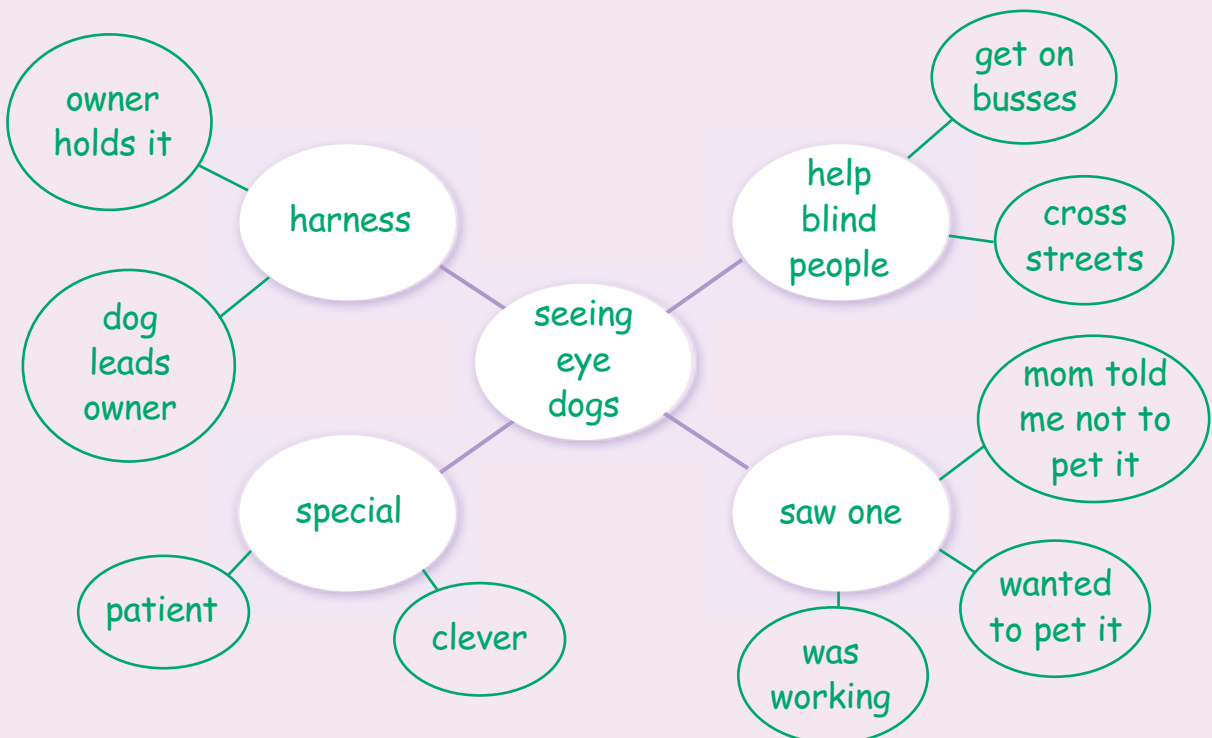 seeing
eye
dogs
harness
owner
holds it
dog
leads
owner
help
blind
people
get on
busses
cross
streets
special
patient
clever
saw one
mom told
me not to
pet it
wanted
to pet it
was
working